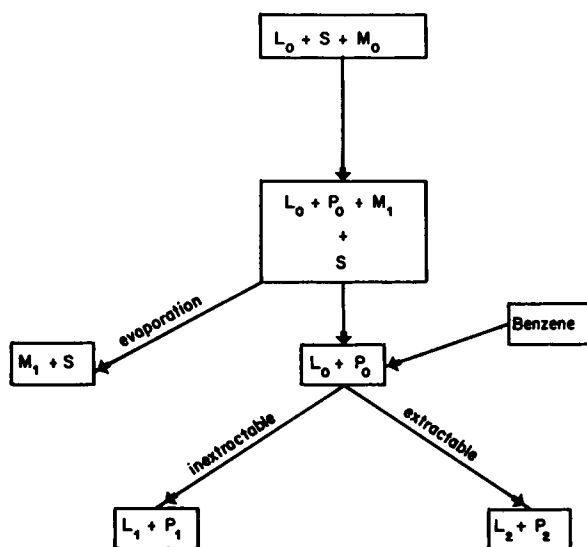 L₀ + S + M₀
L₀ + P₀ + M₁
+
S
evaporation
Benzene
M₁ + S
L₀ + P₀
inextractable
extractable
L₁ + P₁
L₂ + P₂